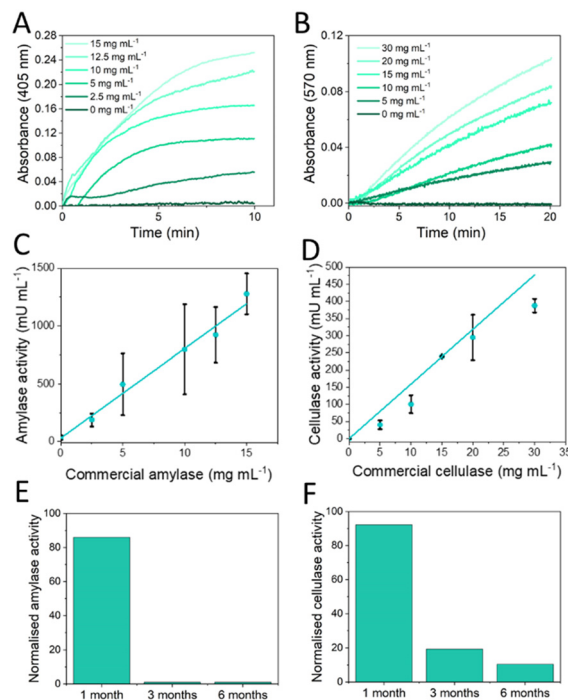 A
15 mg mL⁻¹
12.5 mg mL⁻¹
10 mg mL⁻¹
5 mg mL⁻¹
2.5 mg mL⁻¹
0 mg mL⁻¹
0.28
0.24
0.20
0.16
0.12
0.08
0.04
0.00
0
5
10
Absorbance (405 nm)
Time (min)
B
30 mg mL⁻¹
20 mg mL⁻¹
15 mg mL⁻¹
10 mg mL⁻¹
5 mg mL⁻¹
0 mg mL⁻¹
0.12
0.08
0.04
0.00
0
5
10
15
20
Absorbance (570 nm)
Time (min)
C
1500
1000
500
0
0
5
10
15
Amylase activity (mU mL⁻¹)
Commercial amylase (mg mL⁻¹)
D
500
450
400
350
300
250
200
150
100
50
0
0
5
10
15
20
25
30
35
Cellulase activity (mU mL⁻¹)
Commercial cellulase (mg mL⁻¹)
E
100
80
60
40
20
0
1 month
3 months
6 months
Normalised amylase activity
F
100
80
60
40
20
0
1 month
3 months
6 months
Normalised cellulase activity